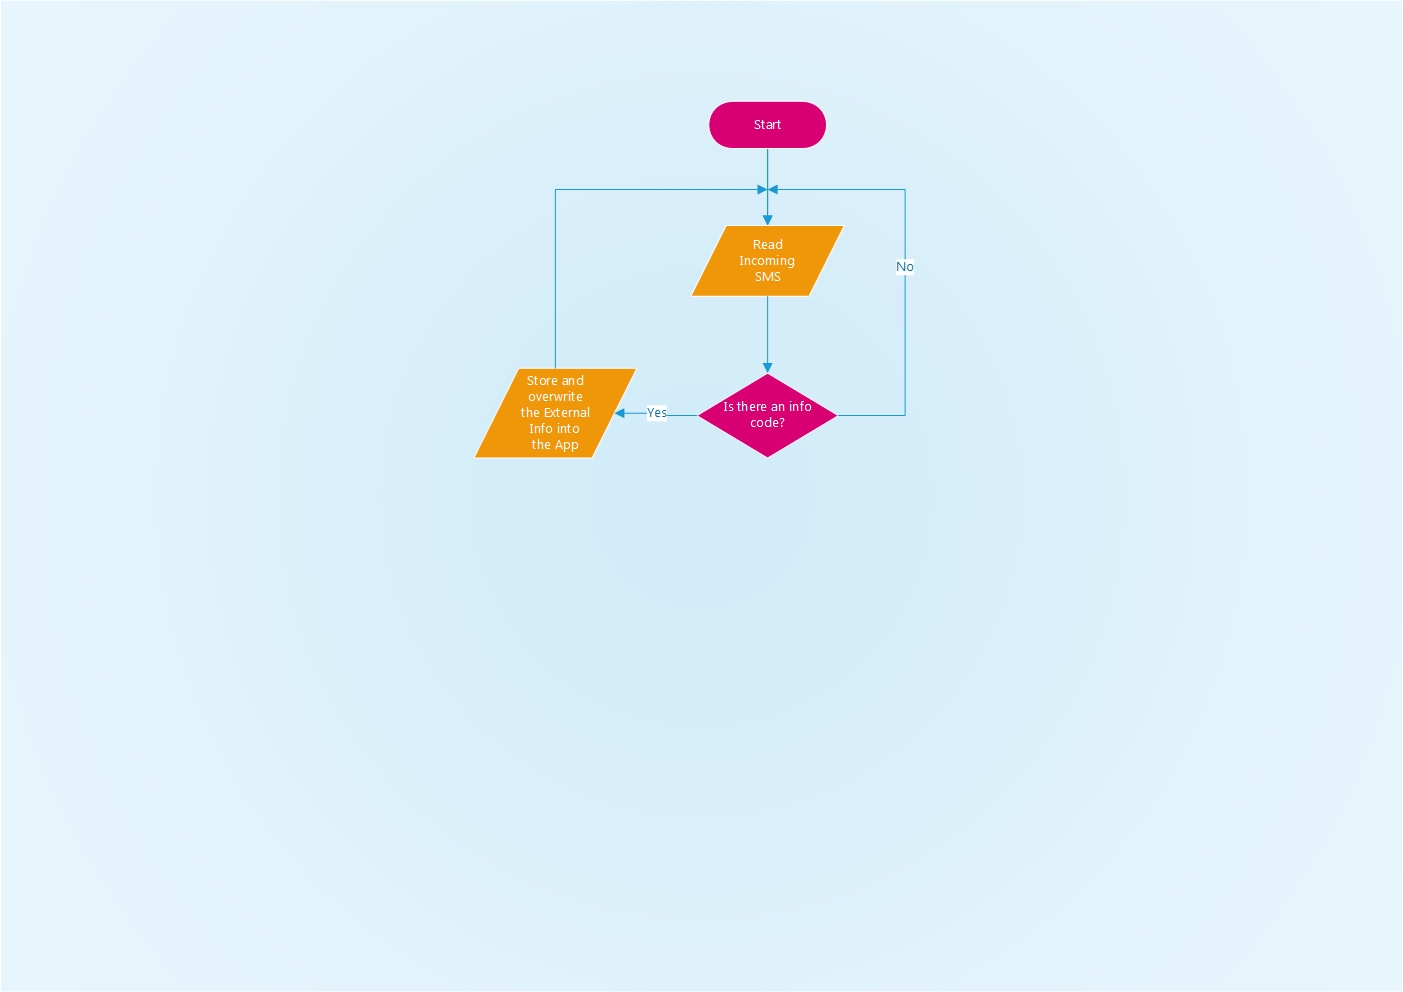 Start
Read
Incoming
SMS
No
Store and
overwrite
the External
Info into
the App
Yes
Is there an info
code?